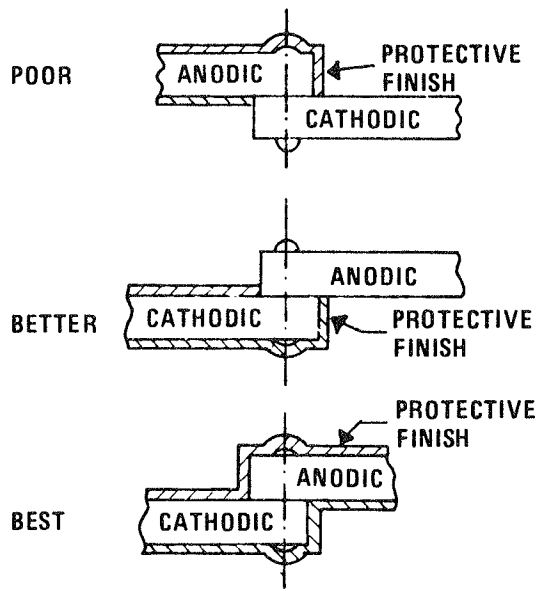 POOR
ANODIC
PROTECTIVE
FINISH
CATHODIC
BETTER
ANODIC
CATHODIC
PROTECTIVE
FINISH
BEST
PROTECTIVE
FINISH
ANODIC
CATHODIC